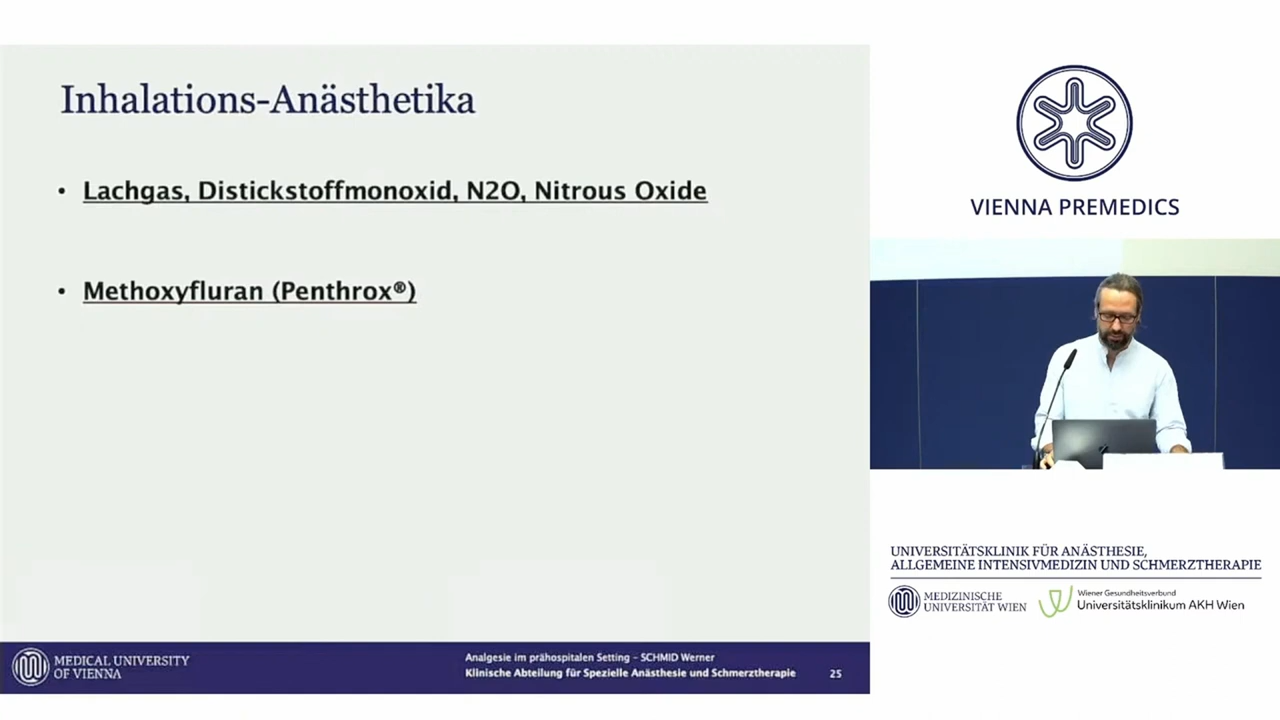 Inhalations-Anästhetika
• Lachgas, Distickstoffmonoxid, N2O, Nitrous Oxide
• Methoxyfluran (Penthrox®)
MEDICAL UNIVERSITY
OF VIENNA
Analgesie im prähospitalen Setting – SCHMID Werner
Klinische Abteilung für Spezielle Anästhesie und Schmerztherapie
25
VIENNA PREMEDICS
UNIVERSITÄTSKLINIK FÜR ANÄSTHESIE,
ALLGEMEINE INTENSIVMEDIZIN UND SCHMERZTHERAPIE
MEDIZINISCHE
UNIVERSITÄT WIEN
Wiener Gesundheitsverbund
Universitätsklinikum AKH Wien